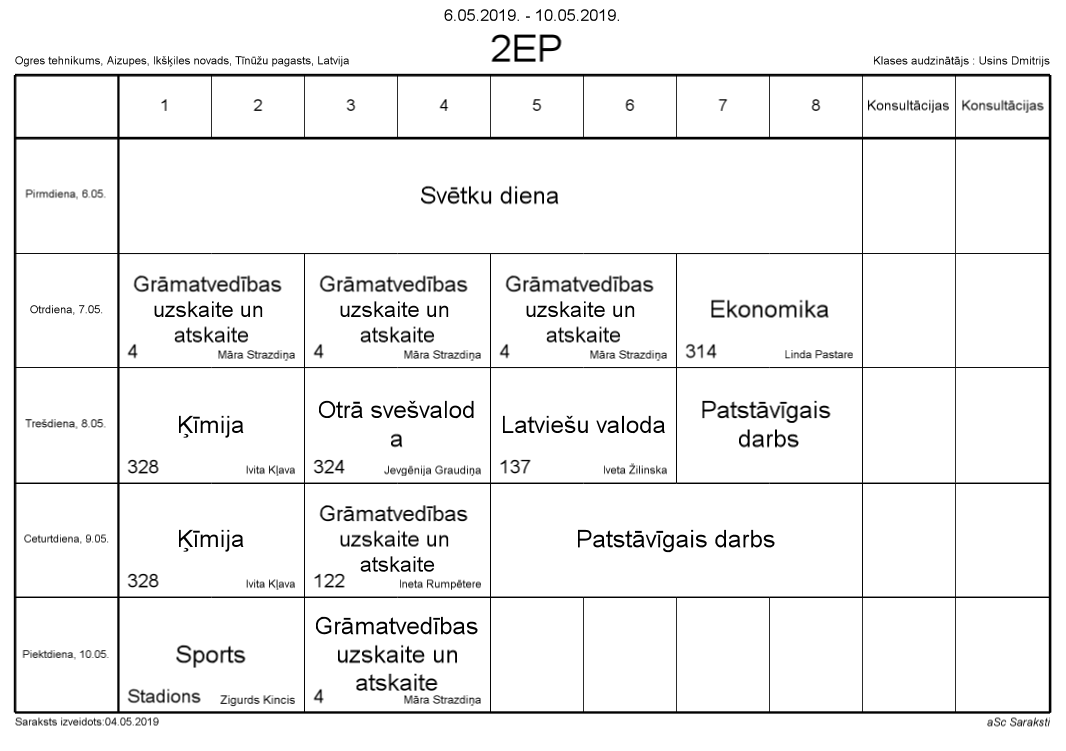 6.05.2019. - 10.05.2019.
2EP
Ogres tehnikums, Aizupes, Ikšķiles novads, Tīnūžu pagasts, Latvija
Klases audzinātājs : Usins Dmitrijs
1 2 3 4 5 6 7 8 Konsultācijas Konsultācijas
Pirmdiena, 6.05.
Svētku diena
Otrdiena, 7.05.
Grāmatvedības
uzskaite un
atskaite
4 Māra Strazdiņa
Grāmatvedības
uzskaite un
atskaite
4 Māra Strazdiņa
Grāmatvedības
uzskaite un
atskaite
4 Māra Strazdiņa
Ekonomika
314 Linda Pastare
Trešdiena, 8.05.
Ķīmija
328 Ivita Kļava
Otrā svešvalod
a
324 Jevgēnija Graudiņa
Latviešu valoda
137 Iveta Žilinska
Patstāvīgais
darbs
Ceturtdiena, 9.05.
Ķīmija
328 Ivita Kļava
Grāmatvedības
uzskaite un
atskaite
122 Ineta Rumpētere
Patstāvīgais darbs
Piektdiena, 10.05.
Sports
Stadions Zigurds Kincis
Grāmatvedības
uzskaite un
atskaite
4 Māra Strazdiņa
Saraksts izveidots:04.05.2019
aSc Saraksti